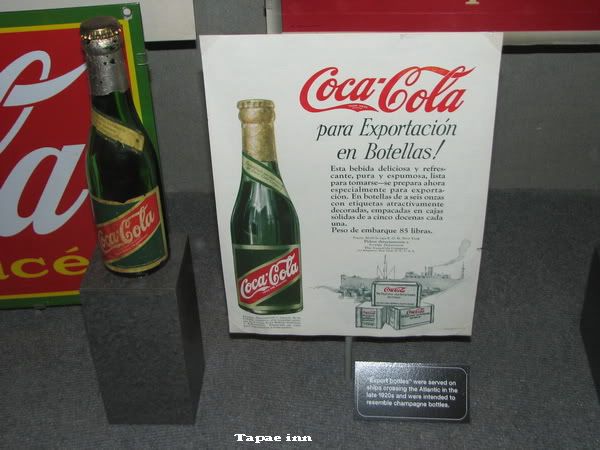 Coca-Cola
Coca-Cola
para Exportación
en Botellas!
Esta bebida deliciosa y refres-
cante, pura y espumosa, lista
para tomarse—se prepara ahora
especialmente para exporta-
ción. En botellas de a seis onzas
con etiquetas atractivamente
decoradas, empacadas en cajas
sólidas de a cinco docenas cada
una.
Peso de embarque 85 libras.
Coca-Cola
Coca-Cola
"Export bottles" were served on
ships crossing the Atlantic in the
late 1920s and were intended to
resemble champagne bottles.
Tapae inn